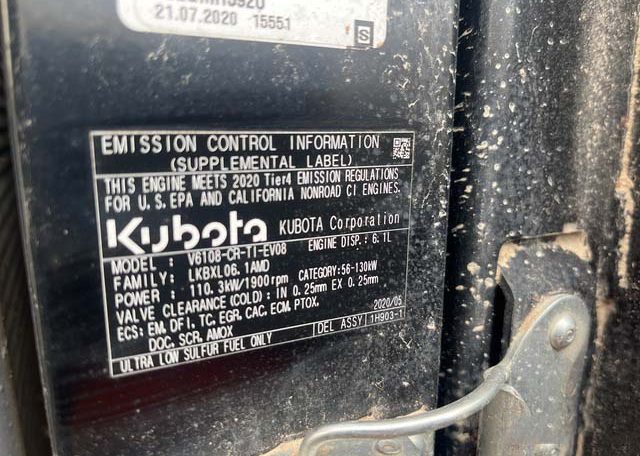 21.07.2020 15551
S
EMISSION CONTROL INFORMATION
(SUPPLEMENTAL LABEL)
THIS ENGINE MEETS 2020 Tier4 EMISSION REGULATIONS
FOR U.S.EPA AND CALIFORNIA NONROAD CI ENGINES.
Kubota KUBOTA Corporation
MODEL : V6108-CR-TI-EV08 ENGINE DISP.: 6.1L
FAMILY: LKBXL06.1AMD
POWER : 110.3kW/1900rpm CATEGORY:56-130kW
VALVE CLEARANCE(COLD): IN 0.25mm EX 0.25mm
ECS: EM, DFI, TC, EGR, CAC, ECM, PTOX, 2020/05
DOC, SCR, AMOX DEL ASSY 1H903-1
ULTRA LOW SULFUR FUEL ONLY